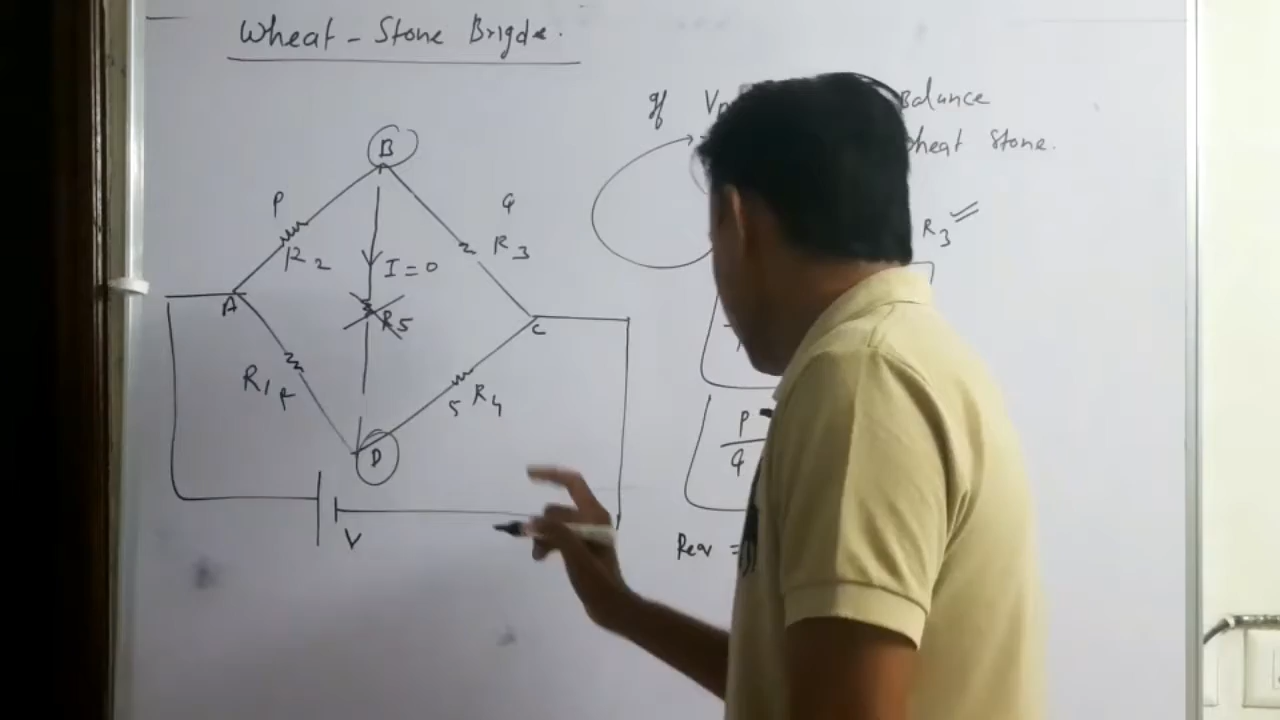 Wheat - Stone Brigde.
If V Balance
Wheat Stone.
B
P
Q
R2
R3
R3
I=0
A
R5
C
R1
R4
S
D
P
Q
V
Req =